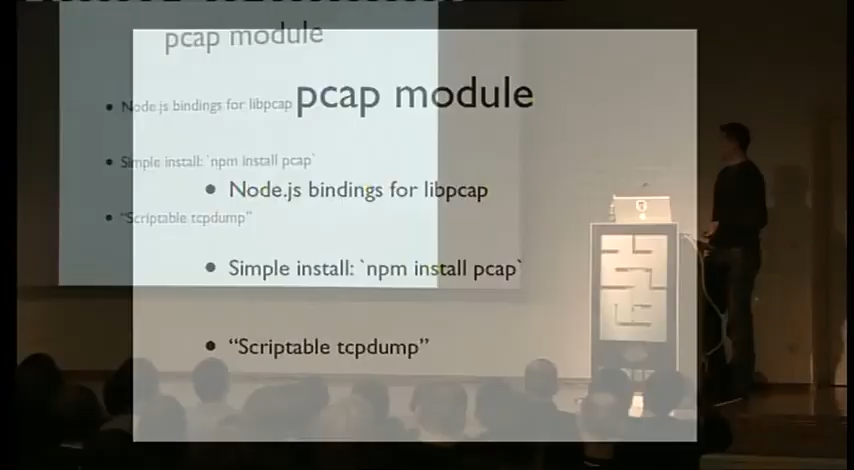 pcap module
Node.js bindings for libpcap
Simple install: `npm install pcap`
“Scriptable tcpdump”
pcap module
• Node.js bindings for libpcap
• Simple install: `npm install pcap`
• “Scriptable tcpdump”